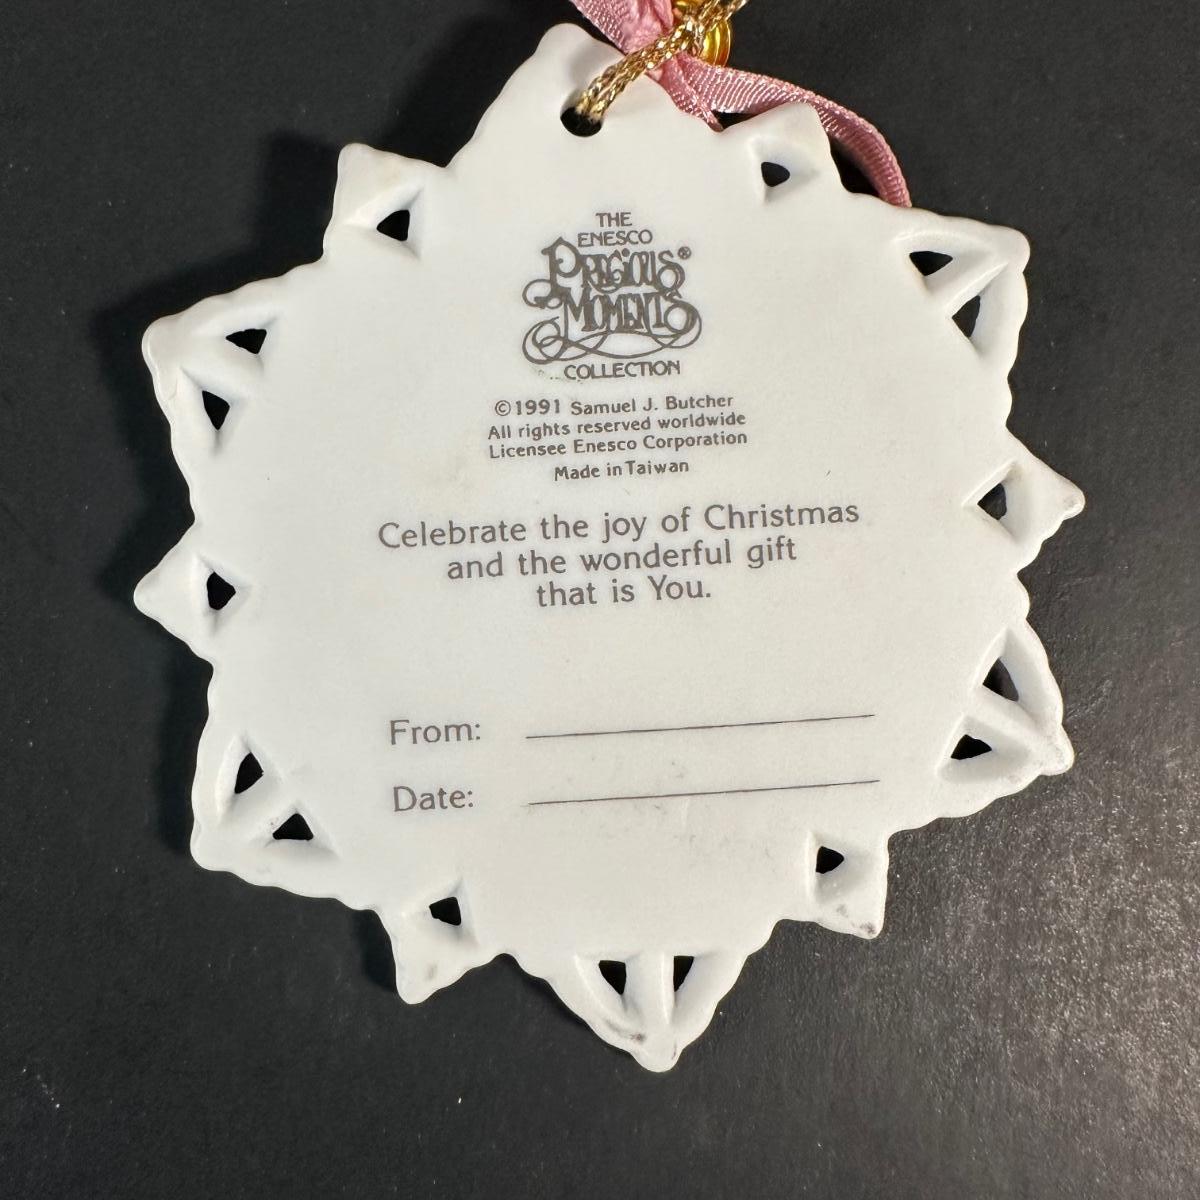 THE
ENESCO
PRECIOUS®
MOMENTS
COLLECTION
©1991 Samuel J. Butcher
All rights reserved worldwide
Licensee Enesco Corporation
Made in Taiwan
Celebrate the joy of Christmas
and the wonderful gift
that is You.
From:
Date: